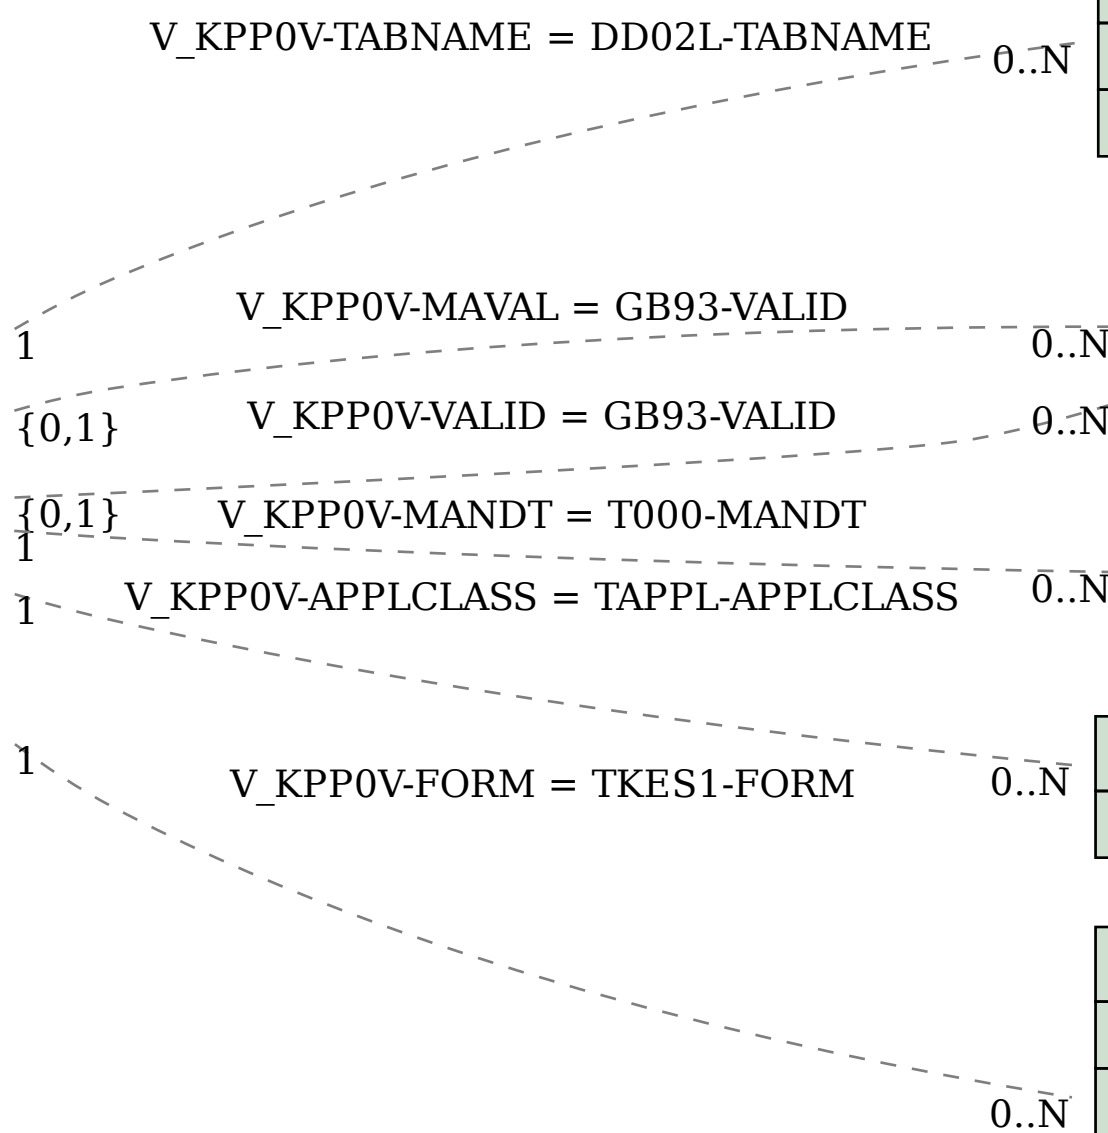 V_KPP0V-TABNAME = DD02L-TABNAME
0..N
V_KPP0V-MAVAL = GB93-VALID
1
0..N
{0,1}
V_KPP0V-VALID = GB93-VALID
0..N
{0,1}
V_KPP0V-MANDT = T000-MANDT
1
0..N
1
V_KPP0V-APPLCLASS = TAPPL-APPLCLASS
1
V_KPP0V-FORM = TKES1-FORM
0..N
0..N